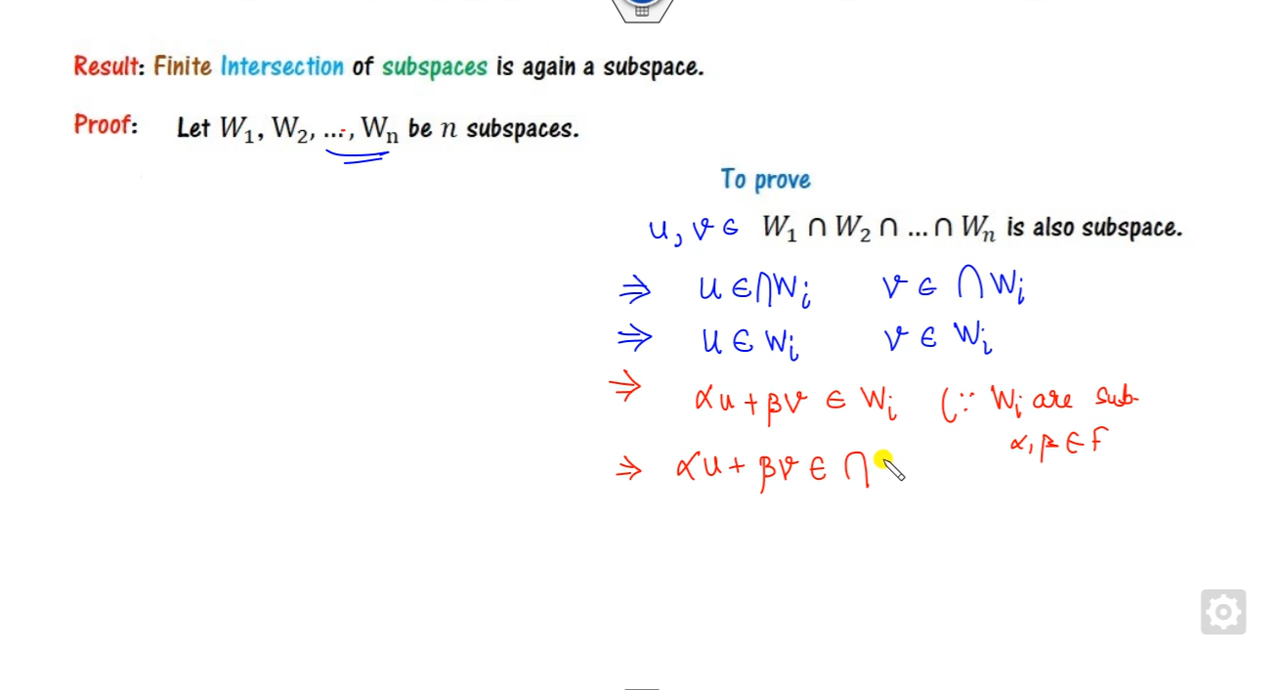 Result: Finite Intersection of subspaces is again a subspace.
Proof: Let W₁, W₂, ..., Wₙ be n subspaces.
To prove
u, v ∈ W₁ ∩ W₂ ∩ ... ∩ Wₙ is also subspace.
⇒ u ∈ ∩Wᵢ v ∈ ∩Wᵢ
⇒ u ∈ Wᵢ v ∈ Wᵢ
⇒ αu + βv ∈ Wᵢ (∵ Wᵢ are sub-
α, β ∈ F
⇒ αu + βv ∈ ∩